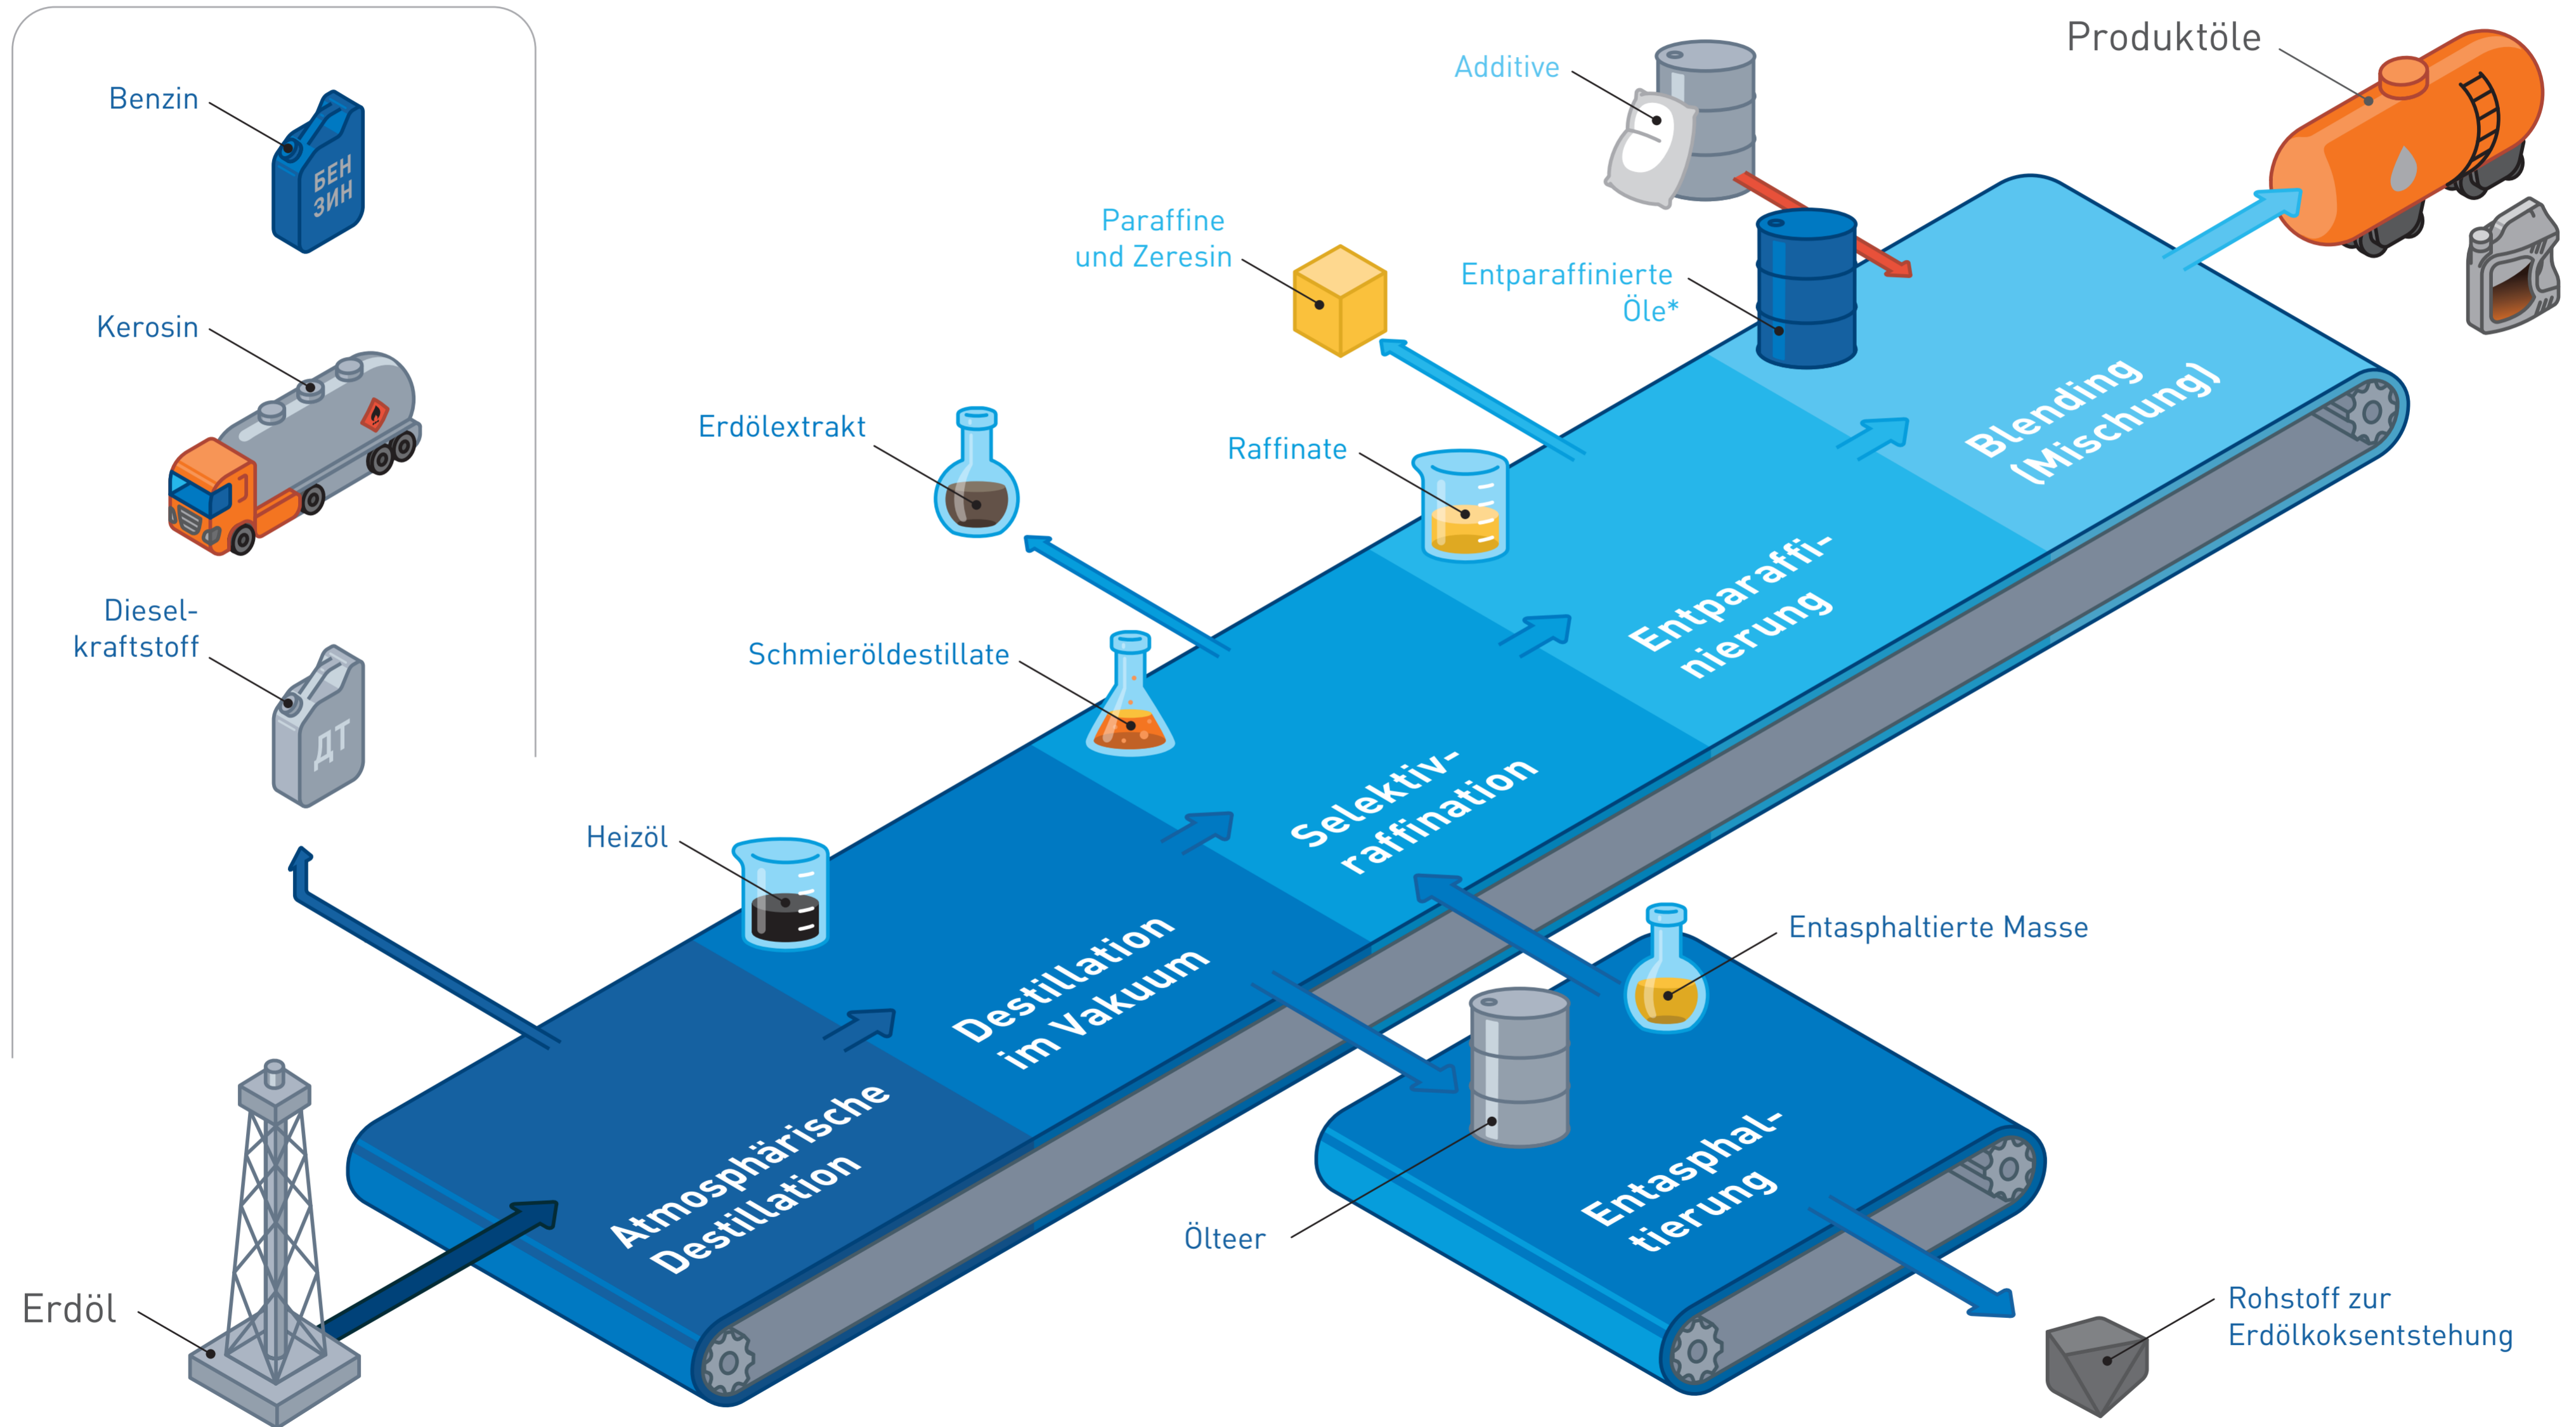 Benzin
БЕН
ЗИН
Kerosin
Diesel-
kraftstoff
ДТ
Erdöl
Atmosphärische
Destillation
Heizöl
Destillation
im Vakuum
Schmieröldestillate
Erdölextrakt
Selektiv-
raffination
Raffinate
Paraffine
und Zeresin
Entparaffi-
nierung
Entparaffinierte
Öle*
Additive
Blending
(Mischung)
Produktöle
Ölteer
Entasphaltierte Masse
Entasphal-
tierung
Rohstoff zur
Erdölkoksentstehung